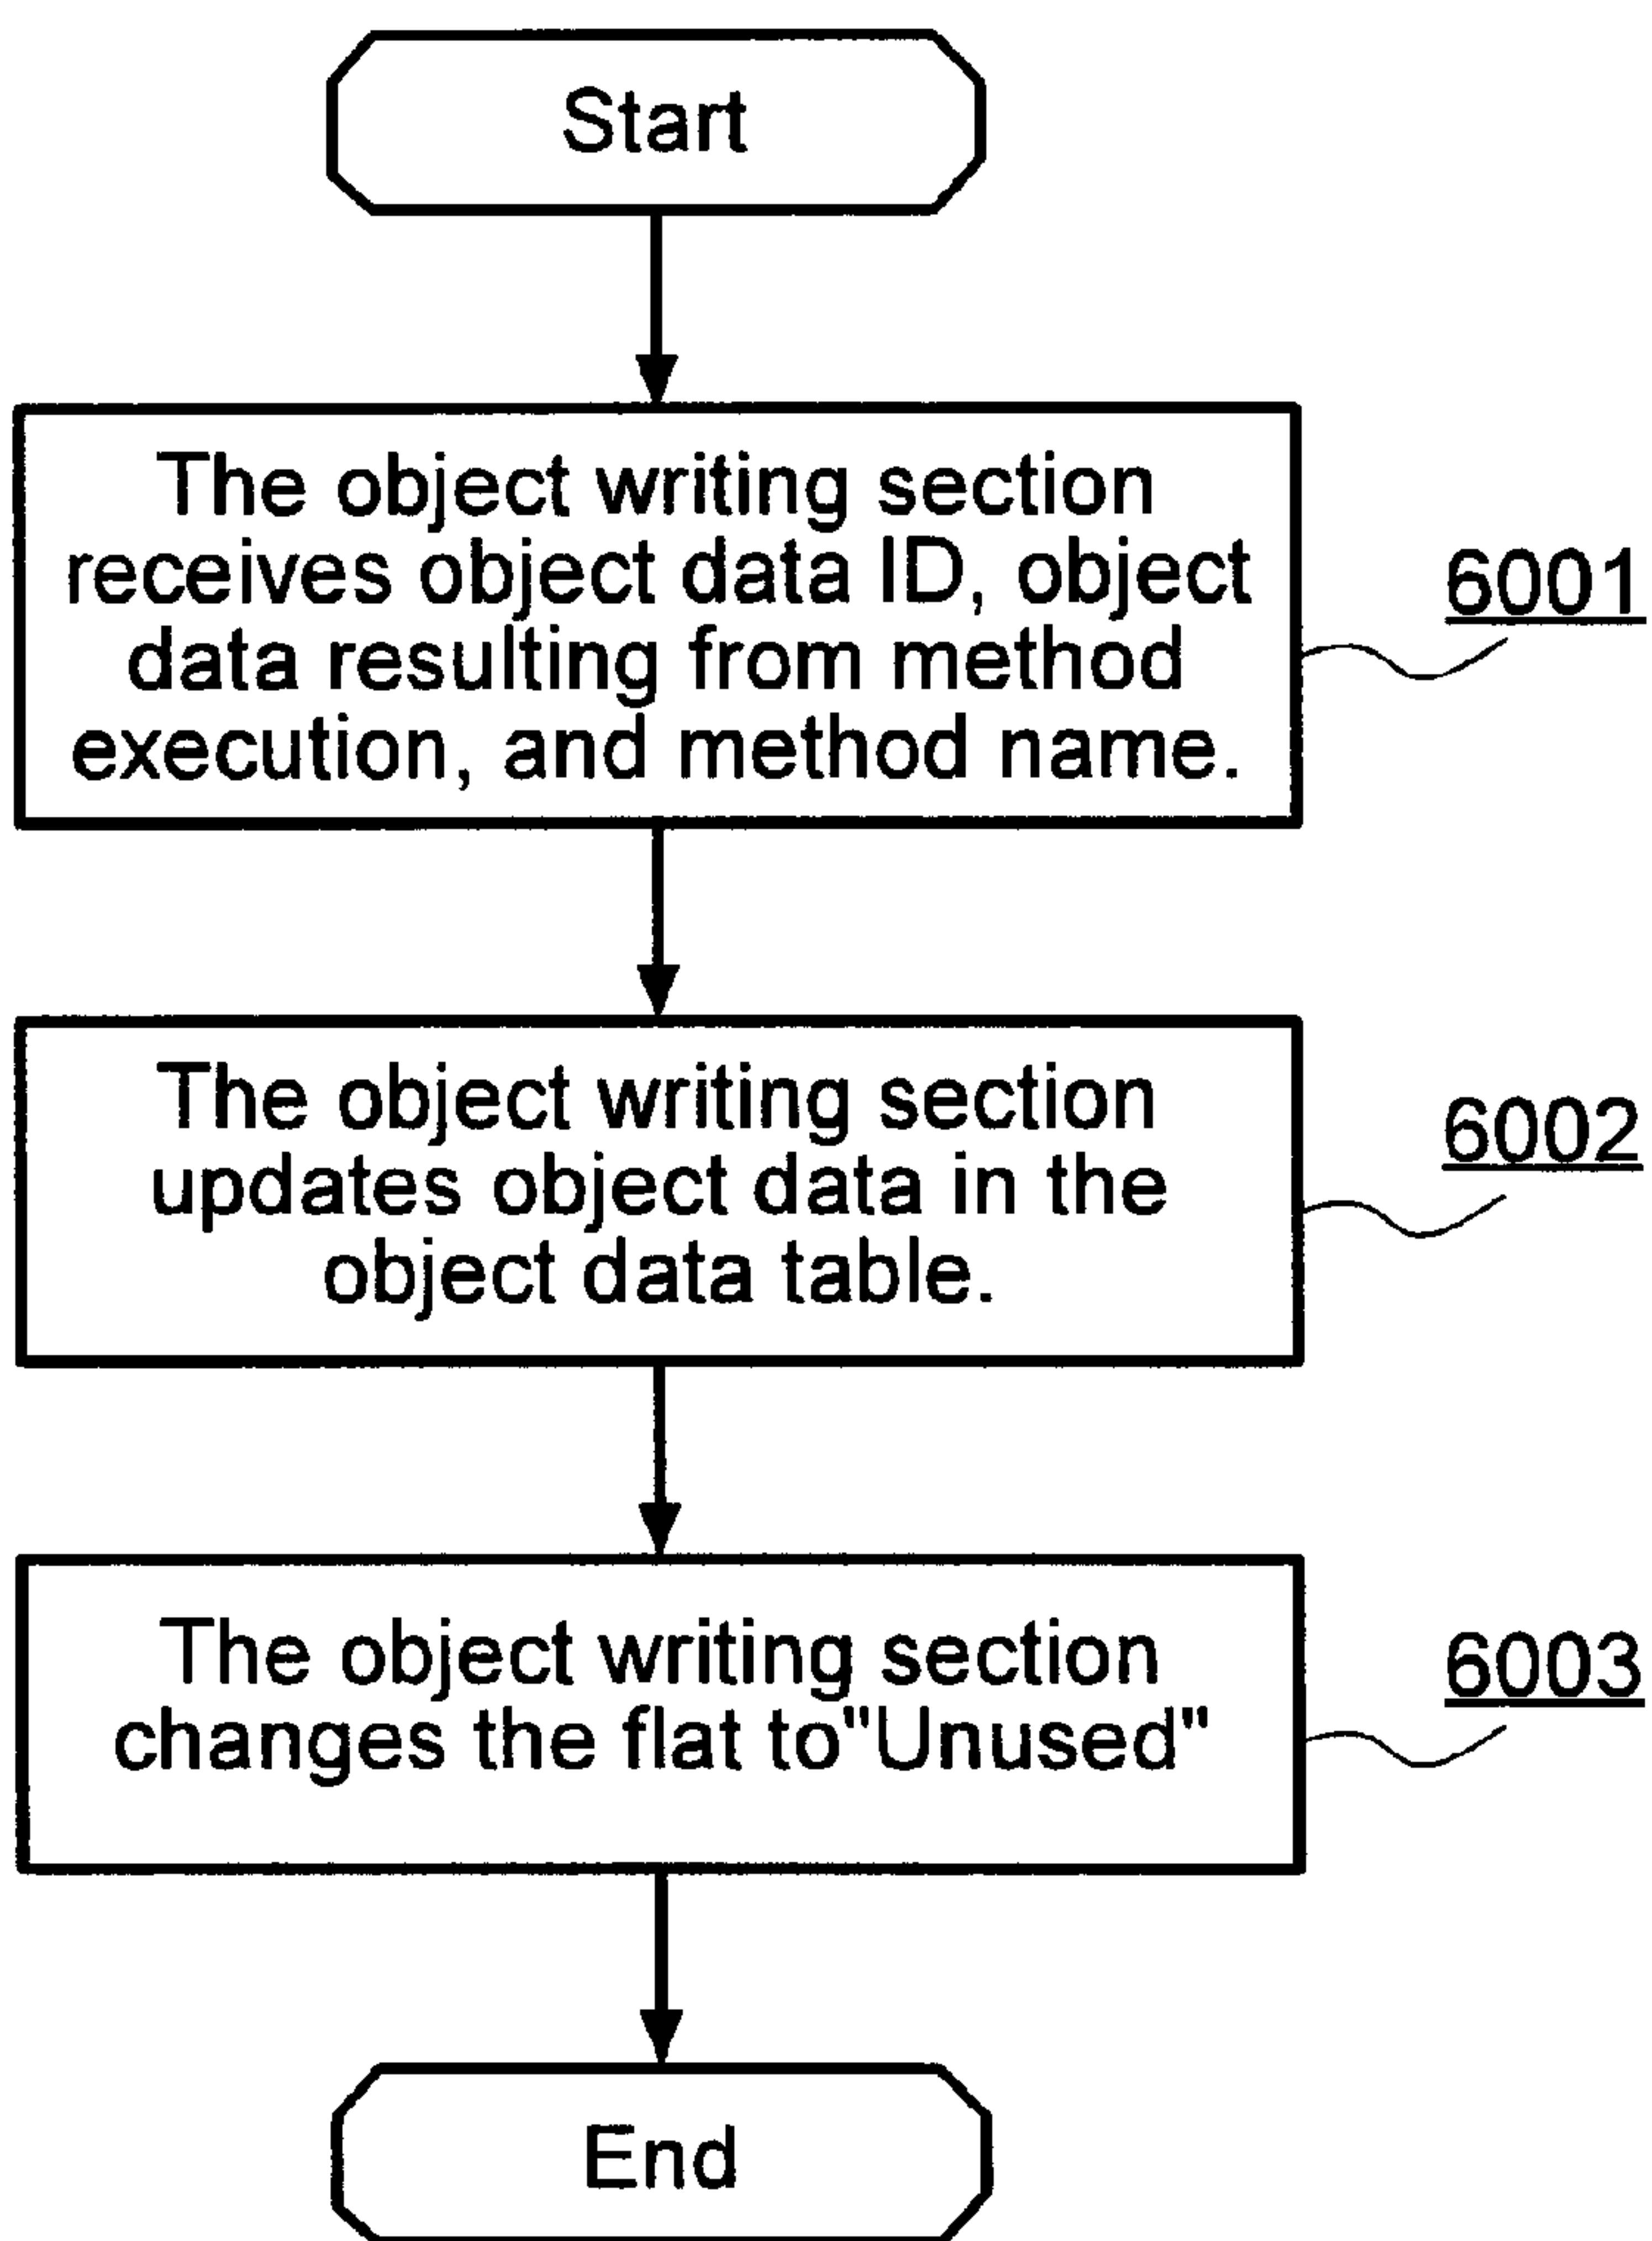 Start
The object writing section
receives object data ID, object
data resulting from method
execution, and method name.
6001
The object writing section
updates object data in the
object data table.
6002
The object writing section
changes the flat to"Unused"
6003
End